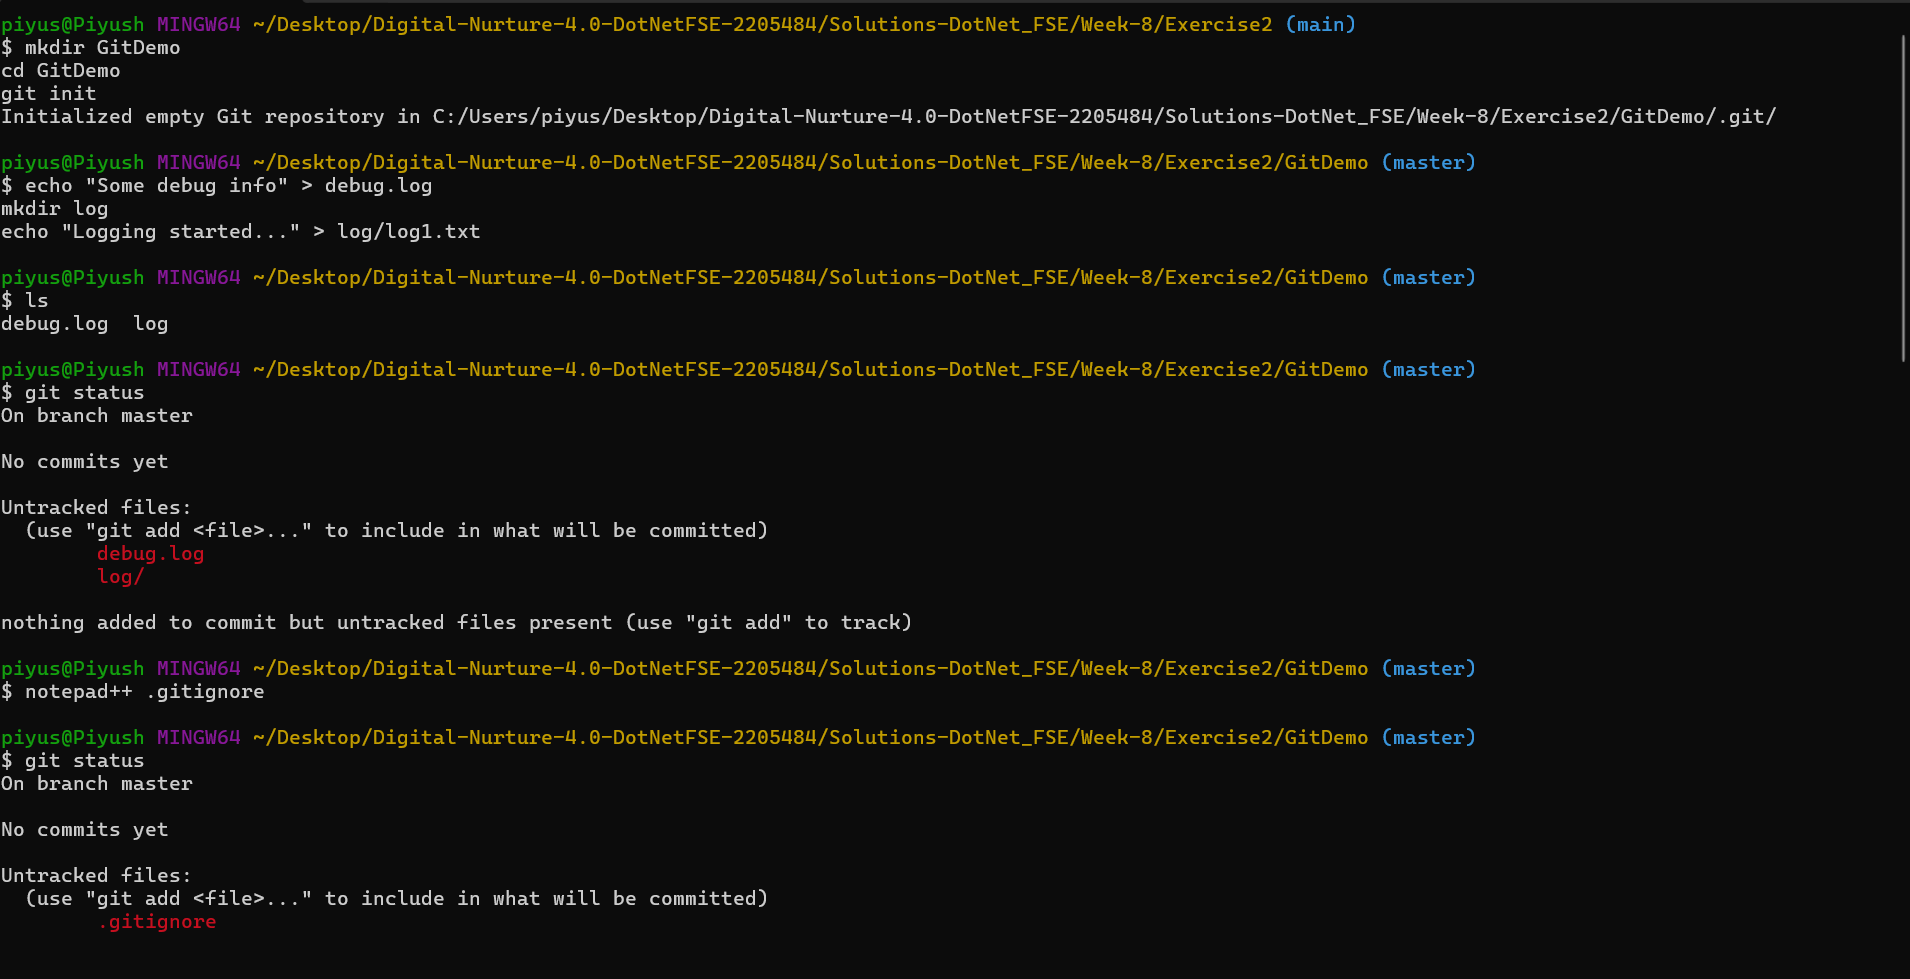 piyus@Piyush MINGW64 ~/Desktop/Digital-Nurture-4.0-DotNetFSE-2205484/Solutions-DotNet_FSE/Week-8/Exercise2 (main)
$ mkdir GitDemo
cd GitDemo
git init
Initialized empty Git repository in C:/Users/piyus/Desktop/Digital-Nurture-4.0-DotNetFSE-2205484/Solutions-DotNet_FSE/Week-8/Exercise2/GitDemo/.git/

piyus@Piyush MINGW64 ~/Desktop/Digital-Nurture-4.0-DotNetFSE-2205484/Solutions-DotNet_FSE/Week-8/Exercise2/GitDemo (master)
$ echo "Some debug info" > debug.log
mkdir log
echo "Logging started..." > log/log1.txt

piyus@Piyush MINGW64 ~/Desktop/Digital-Nurture-4.0-DotNetFSE-2205484/Solutions-DotNet_FSE/Week-8/Exercise2/GitDemo (master)
$ ls
debug.log  log

piyus@Piyush MINGW64 ~/Desktop/Digital-Nurture-4.0-DotNetFSE-2205484/Solutions-DotNet_FSE/Week-8/Exercise2/GitDemo (master)
$ git status
On branch master

No commits yet

Untracked files:
  (use "git add <file>..." to include in what will be committed)
        debug.log
        log/

nothing added to commit but untracked files present (use "git add" to track)

piyus@Piyush MINGW64 ~/Desktop/Digital-Nurture-4.0-DotNetFSE-2205484/Solutions-DotNet_FSE/Week-8/Exercise2/GitDemo (master)
$ notepad++ .gitignore

piyus@Piyush MINGW64 ~/Desktop/Digital-Nurture-4.0-DotNetFSE-2205484/Solutions-DotNet_FSE/Week-8/Exercise2/GitDemo (master)
$ git status
On branch master

No commits yet

Untracked files:
  (use "git add <file>..." to include in what will be committed)
        .gitignore